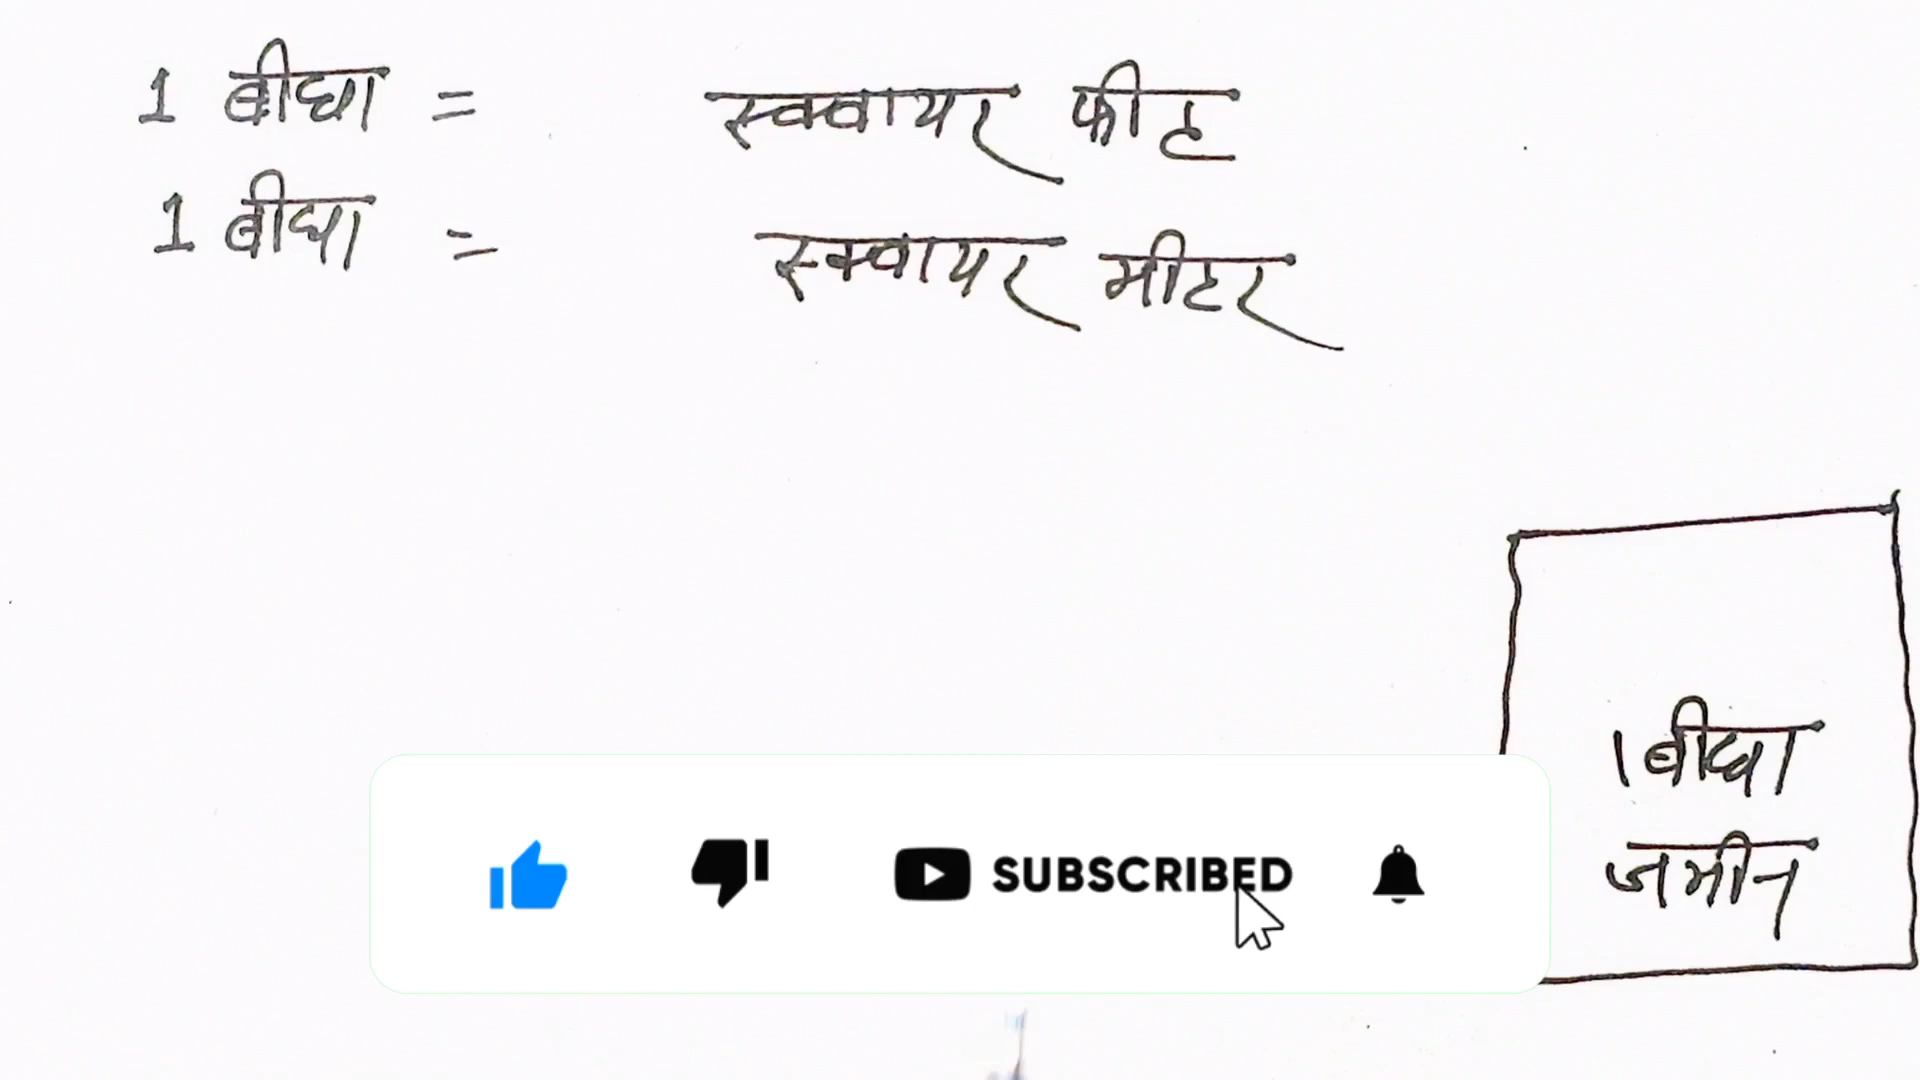 1 बीघा = स्क्वायर फीट
1 बीघा = स्क्वायर मीटर
1 बीघा
जमीन
SUBSCRIBED